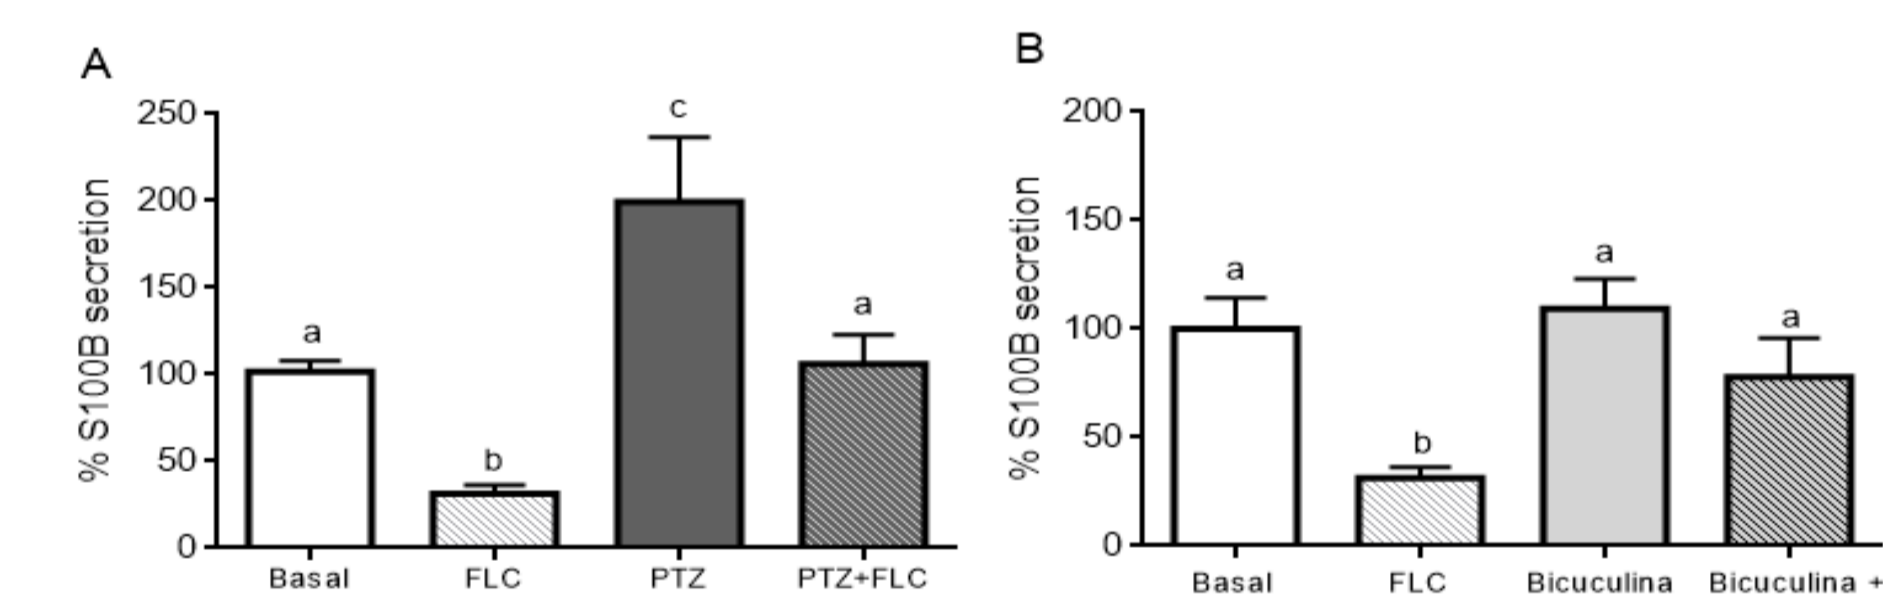 A
250
200
150
100
50
0
% S100B secretion
a
b
c
a
Basal FLC PTZ PTZ+FLC
B
200
150
100
50
0
% S100B secretion
a
b
a
a
Basal FLC Bicuculina Bicuculina +